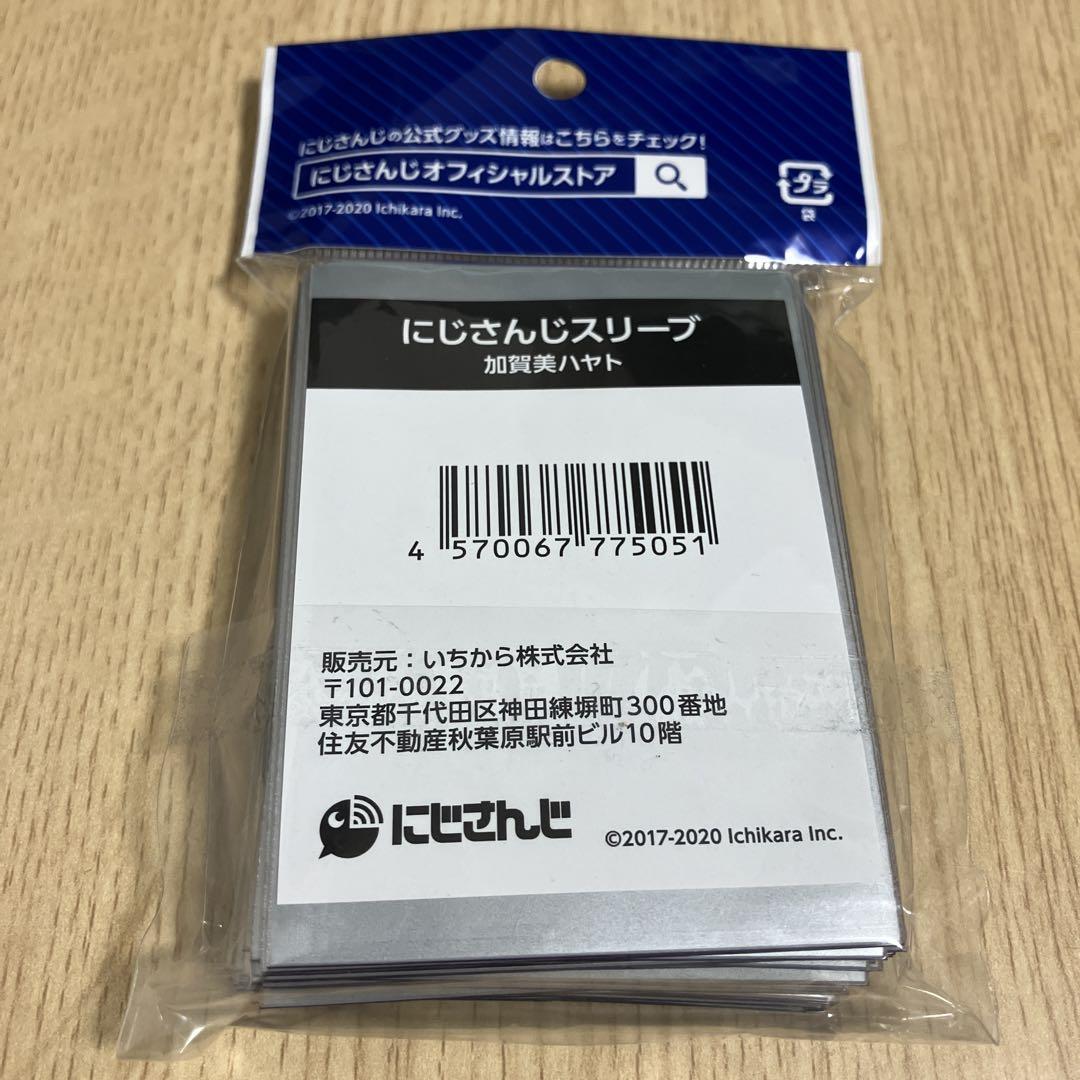 にじさんじの公式グッズ情報はこちらをチェック!
にじさんじオフィシャルストア
©2017-2020 Ichikara Inc.
プラ
袋
にじさんじスリーブ
加賀美ハヤト
4 570067 775051
販売元：いちから株式会社
〒101-0022
東京都千代田区神田練塀町300番地
住友不動産秋葉原駅前ビル10階
にじさんじ
©2017-2020 Ichikara Inc.